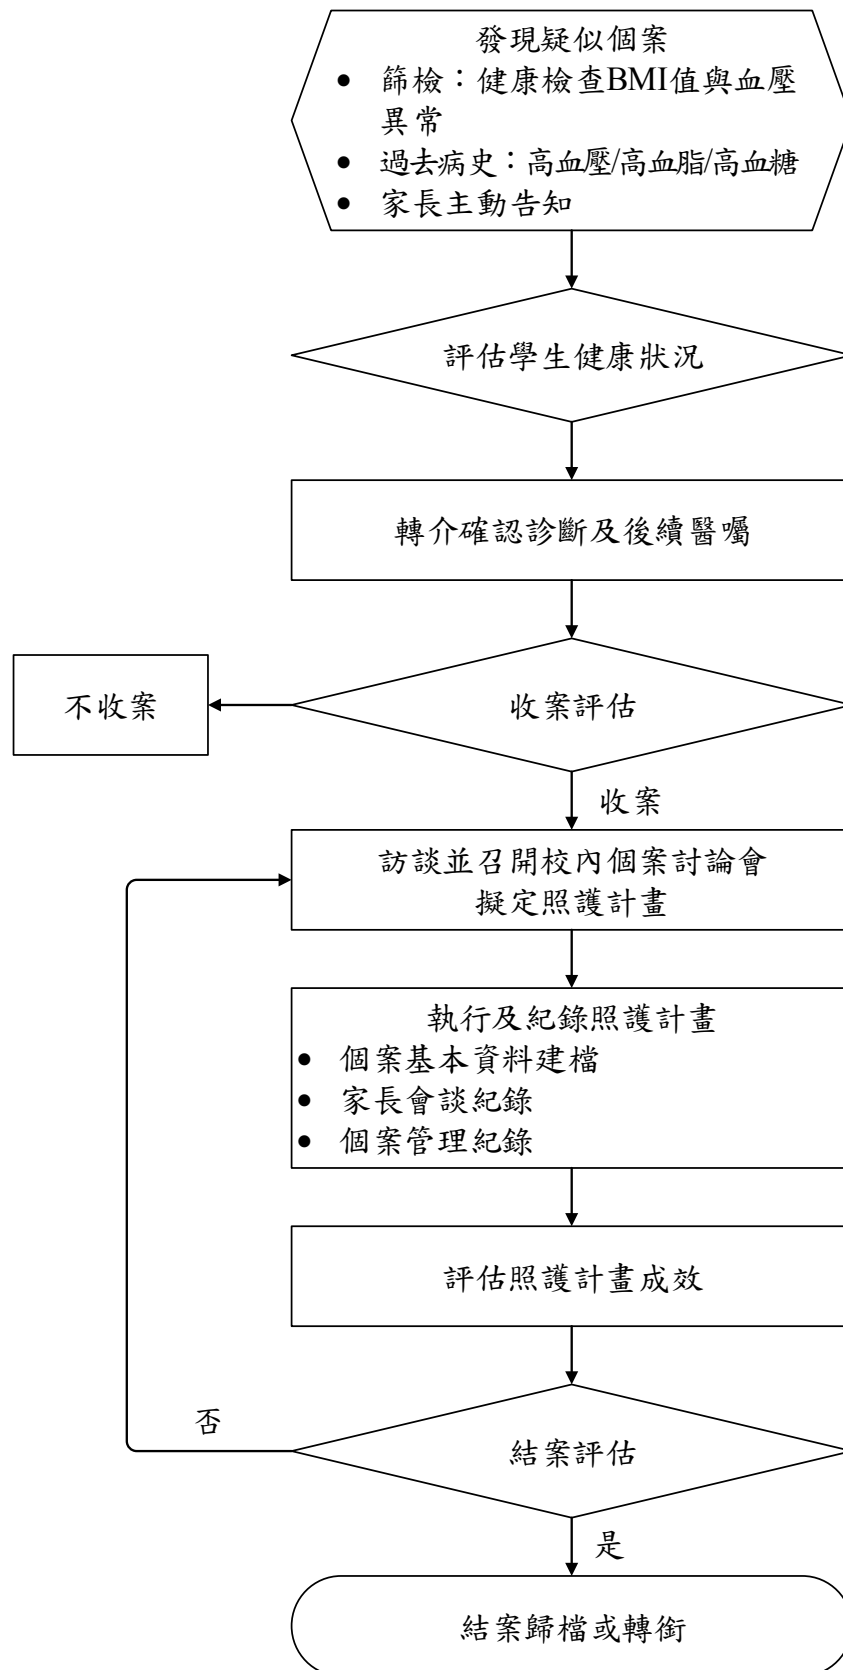 發現疑似個案
● 篩檢：健康檢查BMI值與血壓
異常
● 過去病史：高血壓/高血脂/高血糖
● 家長主動告知
評估學生健康狀況
轉介確認診斷及後續醫囑
不收案
收案評估
收案
訪談並召開校內個案討論會
擬定照護計畫
執行及紀錄照護計畫
● 個案基本資料建檔
● 家長會談紀錄
● 個案管理紀錄
評估照護計畫成效
否
結案評估
是
結案歸檔或轉銜